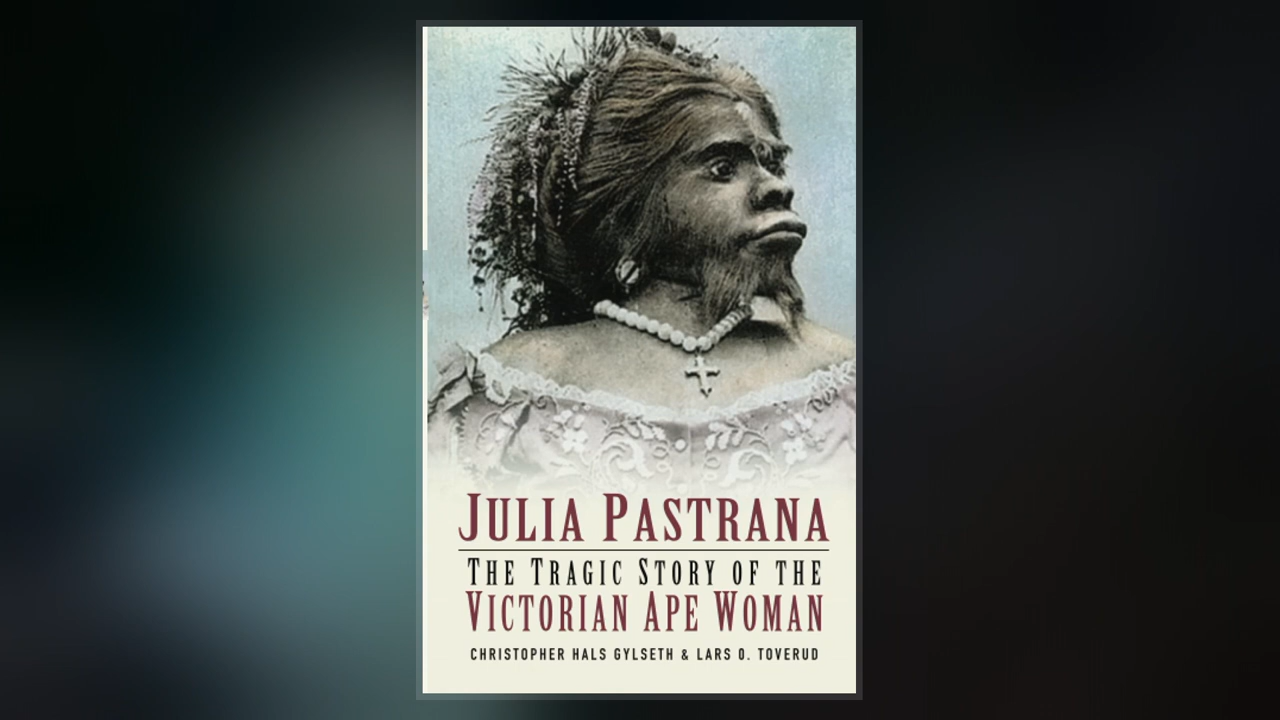 JULIA PASTRANA
THE TRAGIC STORY OF THE
VICTORIAN APE WOMAN
CHRISTOPHER HALS GYLSETH & LARS O. TOVERUD